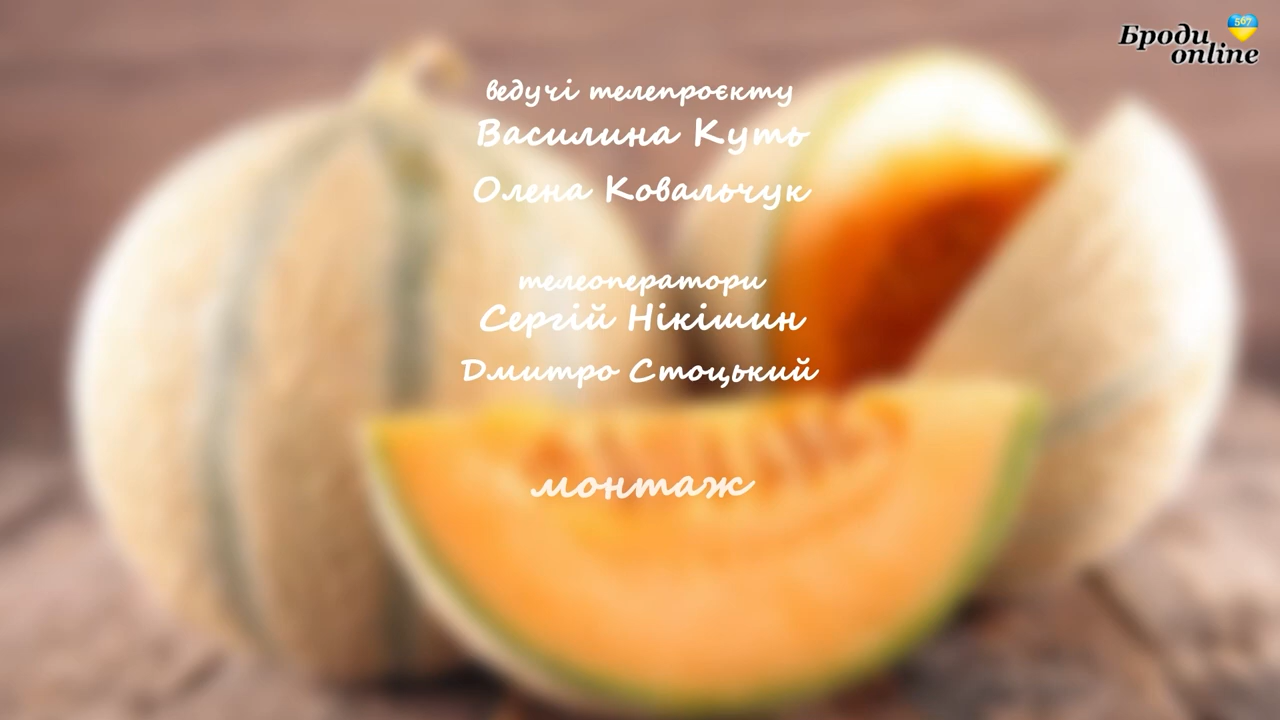 567
Броди
online
ведучі телепроєкту
Василина Куть
Олена Ковальчук
телеоператори
Сергій Нікішин
Дмитро Стоцький
монтаж